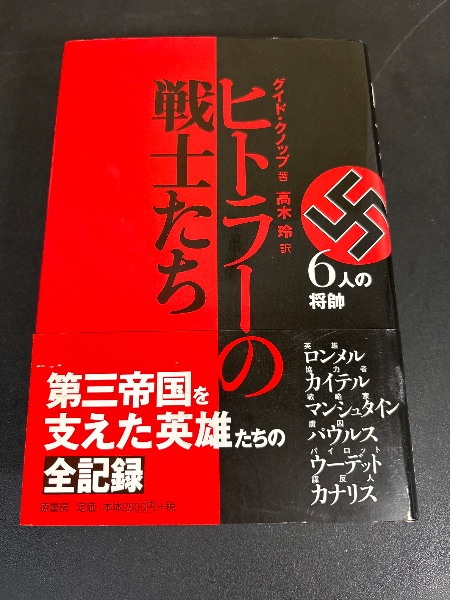 ヒトラーの
戦士たち
グイド・クノップ 著
高木 玲 訳
6人の
将帥
第三帝国を
支えた英雄たちの
全記録
原書房 定価 本体2800円+税
英雄
ロンメル
協力者
カイテル
戦略家
マンシュタイン
虜囚
パウルス
パイロット
ウーデット
謀反人
カナリス